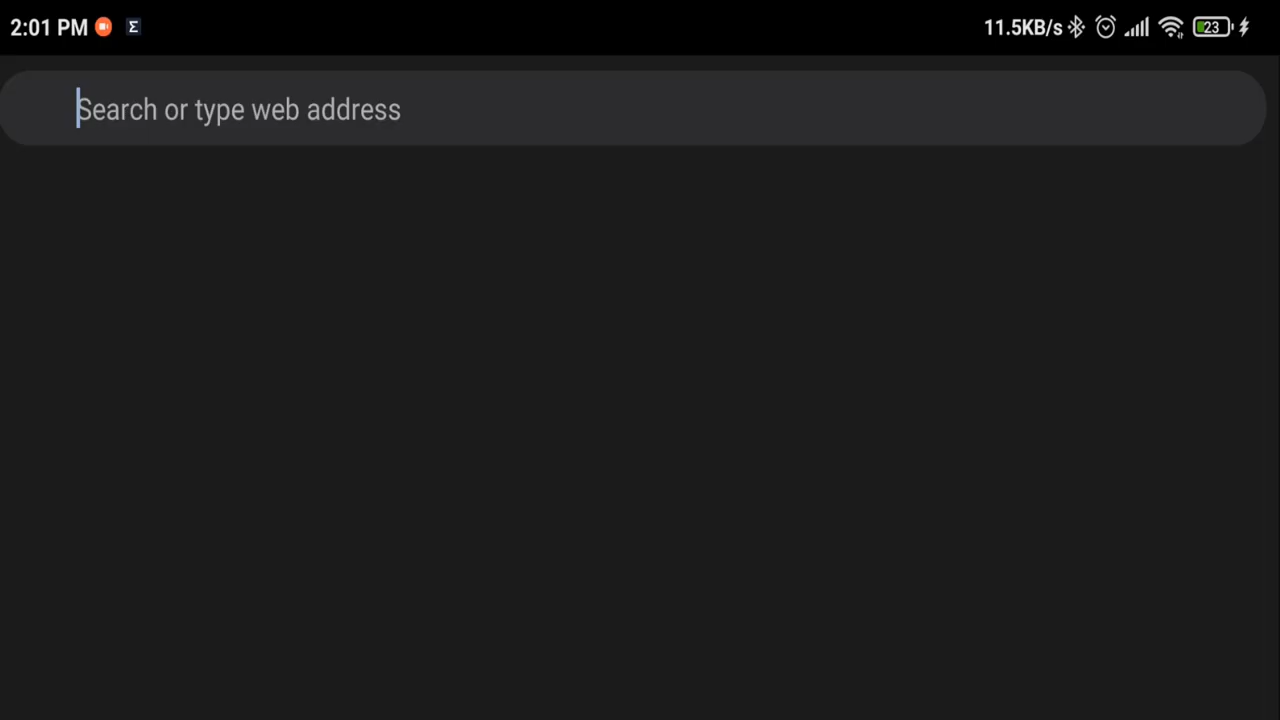 2:01 PM Σ 11.5KB/s 23
Search or type web address